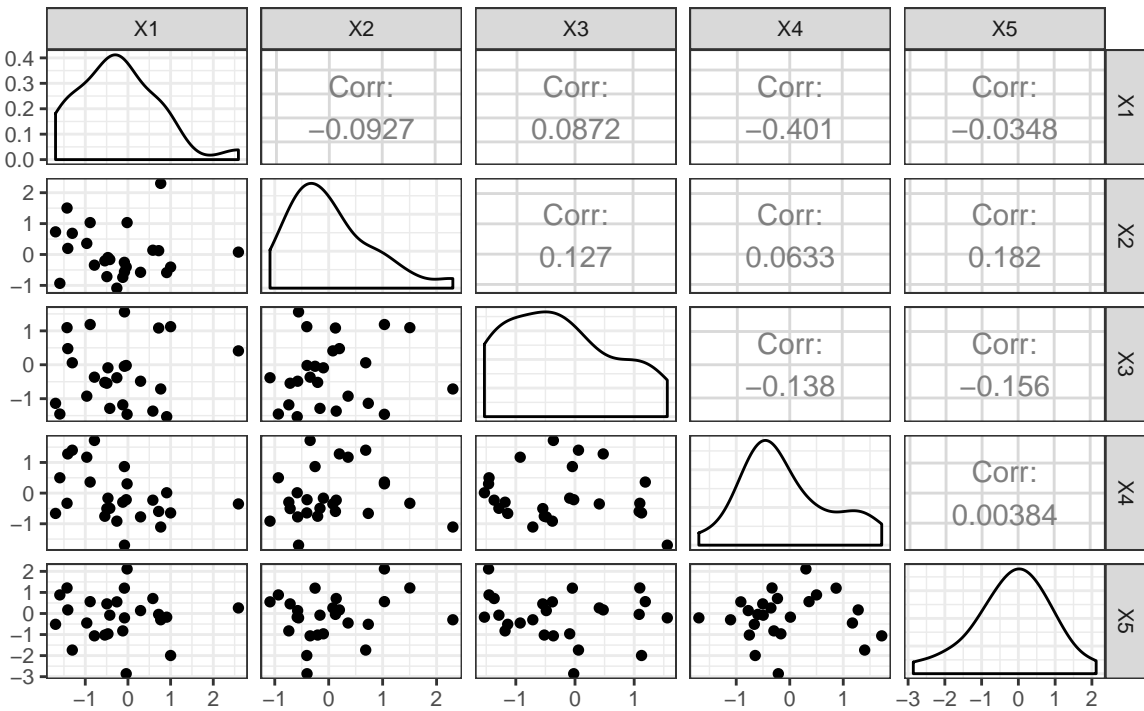 X1 X2 X3 X4 X5
0.4
0.3
0.2
0.1
0.0
Corr:
−0.0927
Corr:
0.0872
Corr:
−0.401
Corr:
−0.0348
X1
2
1
0
−1
Corr:
0.127
Corr:
0.0633
Corr:
0.182
X2
1
0
−1
Corr:
−0.138
Corr:
−0.156
X3
1
0
−1
Corr:
0.00384
X4
2
1
0
−1
−2
−3
X5
−1 0 1 2 −1 0 1 2 −1 0 1 −1 0 1 −3 −2 −1 0 1 2